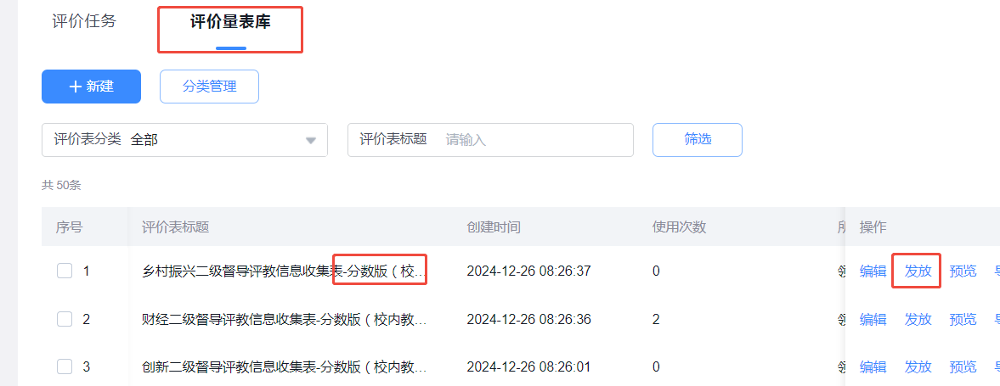 评价任务 评价量表库
新建 分类管理
评价表分类 全部 评价表标题 请输入 筛选
共 50条
序号 评价表标题 创建时间 使用次数 操作
1 乡村振兴二级督导评教信息收集表-分数版（校... 2024-12-26 08:26:37 0 编辑 发放 预览
2 财经二级督导评教信息收集表-分数版（校内教... 2024-12-26 08:26:36 2 编辑 发放 预览
3 创新二级督导评教信息收集表-分数版（校内教... 2024-12-26 08:26:01 0 编辑 发放 预览